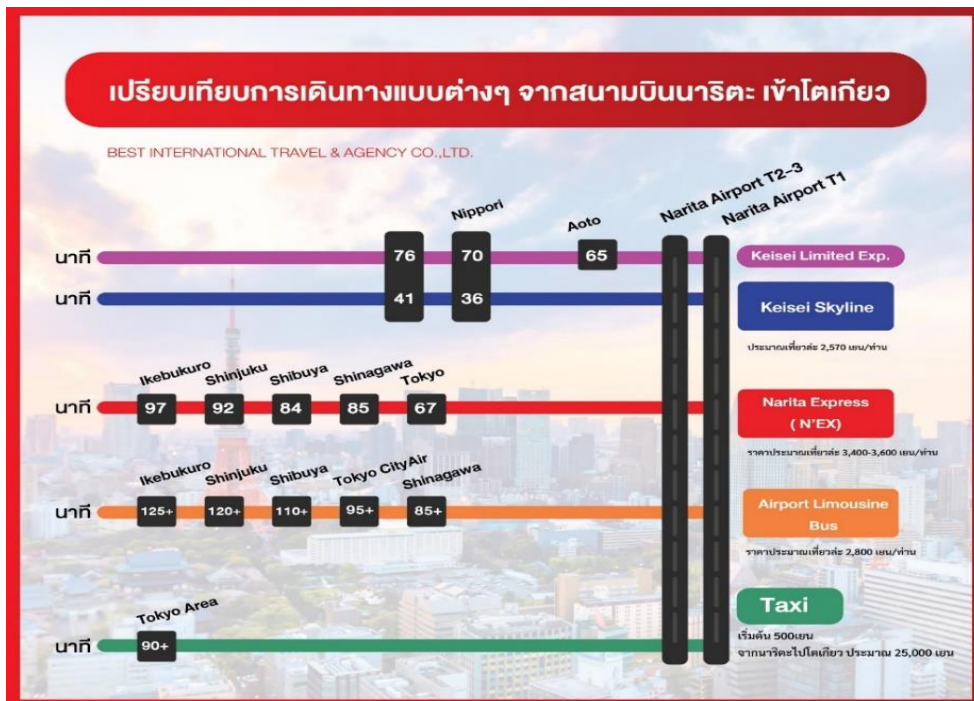 เปรียบเทียบการเดินทางแบบต่างๆ จากสนามบินนาริตะ เข้าโตเกียว
BEST INTERNATIONAL TRAVEL & AGENCY CO.,LTD.
Nippori
Aoto
Narita Airport T2-3
Narita Airport T1
นาที 76 70 65 Keisei Limited Exp.
นาที 41 36 Keisei Skyline
ประมาณเที่ยวล่ะ 2,570 เยน/ท่าน
Ikebukuro Shinjuku Shibuya Shinagawa Tokyo
นาที 97 92 84 85 67 Narita Express
( N'EX)
ราคาประมาณเที่ยวล่ะ 3,400-3,600 เยน/ท่าน
Ikebukuro Shinjuku Shibuya Tokyo CityAir Shinagawa
นาที 125+ 120+ 110+ 95+ 85+ Airport Limousine
Bus
ราคาประมาณเที่ยวล่ะ 2,800 เยน/ท่าน
Tokyo Area
Taxi
นาที 90+
เริ่มต้น 500เยน
จากนาริตะไปโตเกียว ประมาณ 25,000 เยน